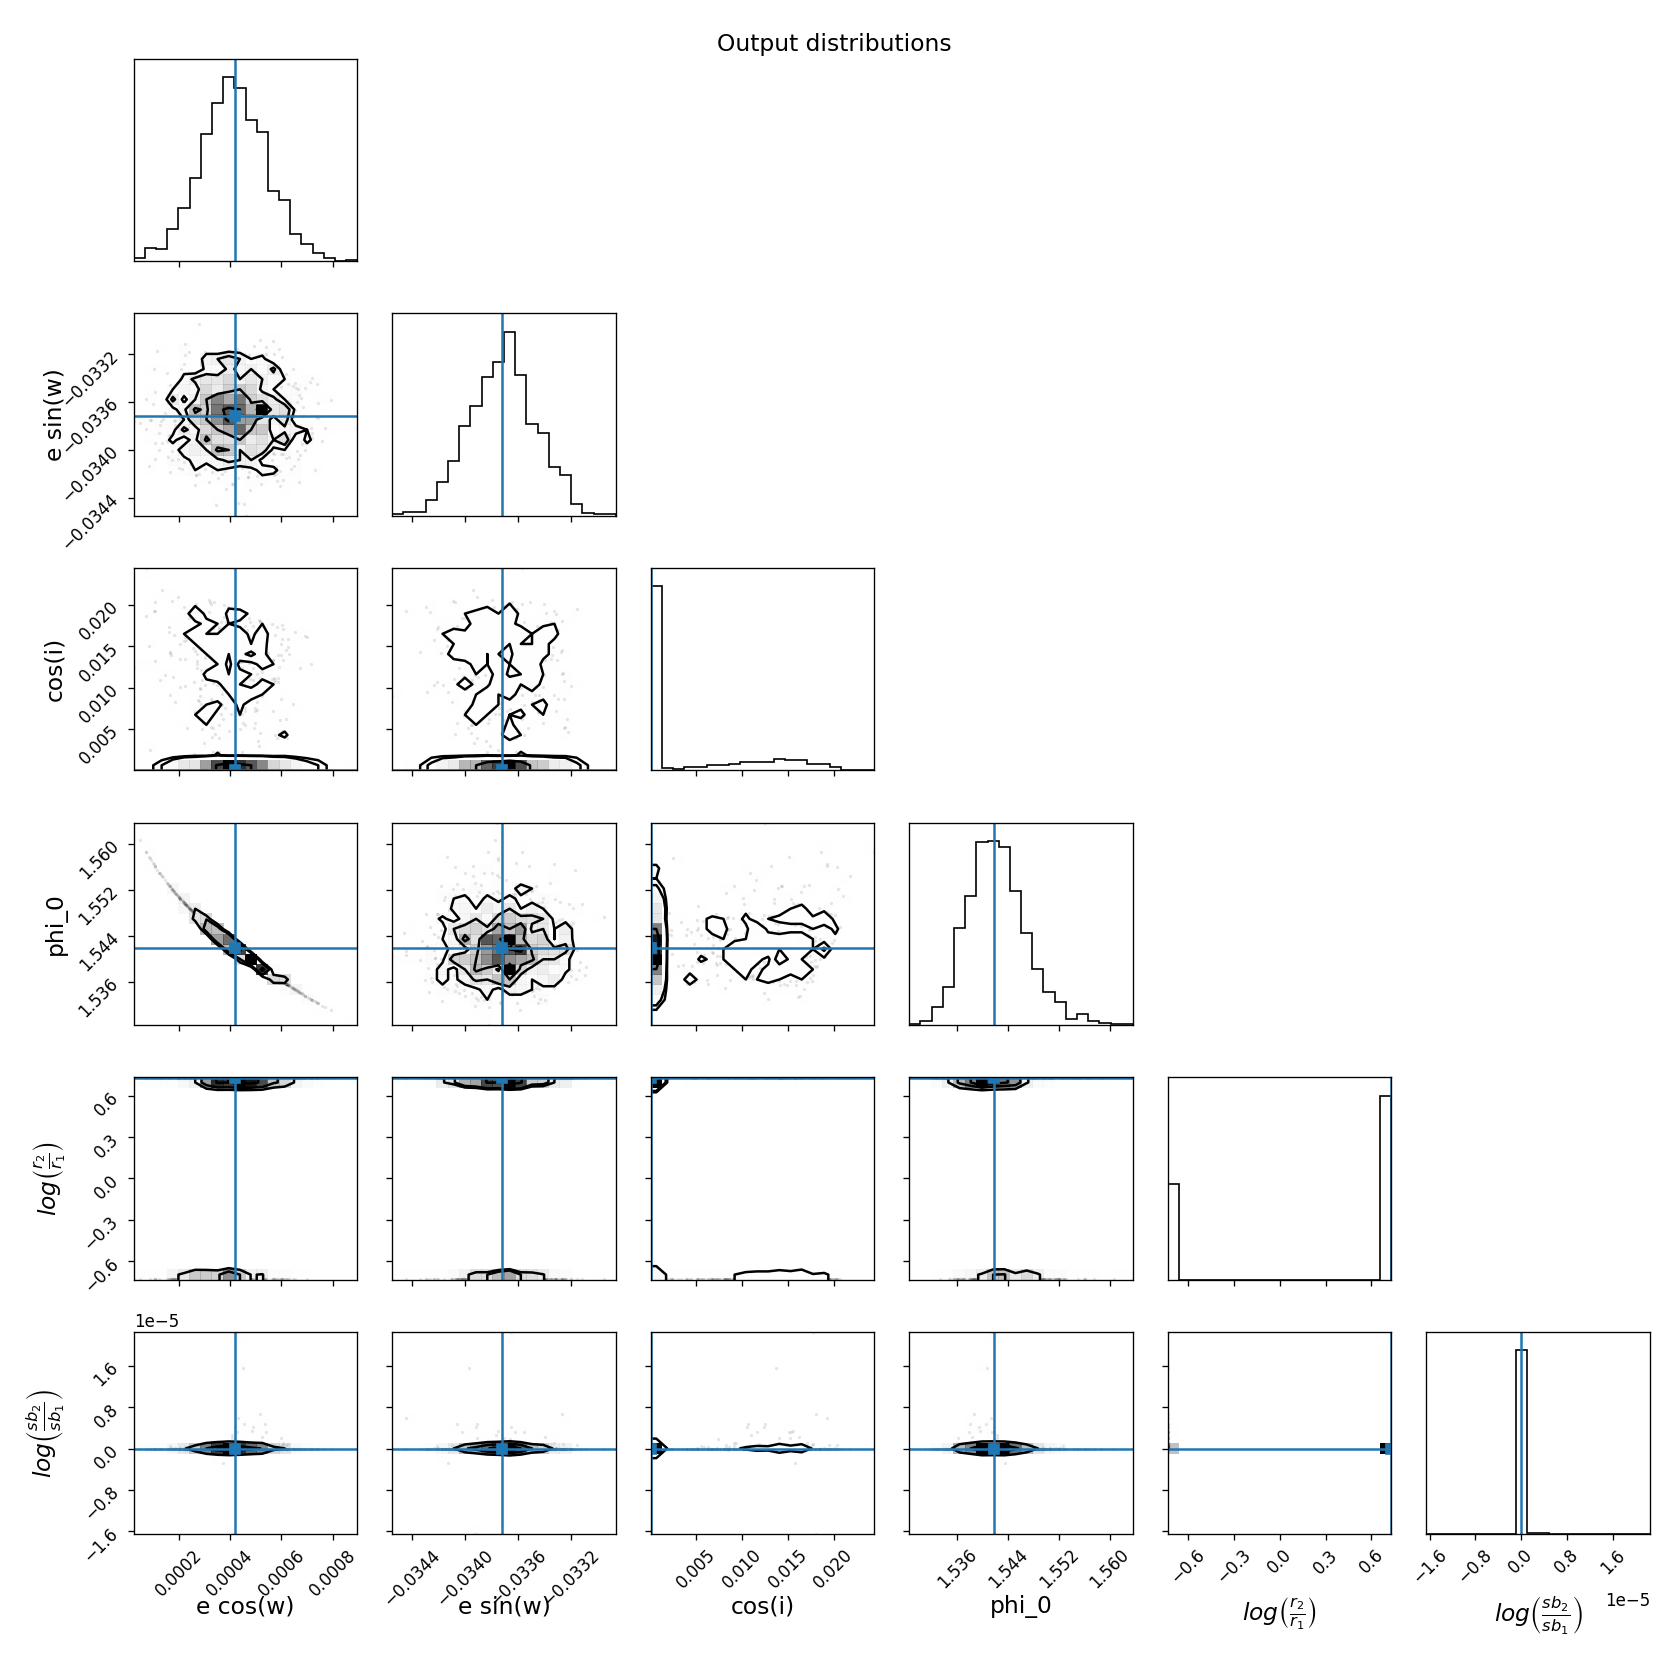 Output distributions
e sin(w)
−0.0332
−0.0336
−0.0340
−0.0344
cos(i)
0.020
0.015
0.010
0.005
phi_0
1.560
1.552
1.544
1.536
log(r₂/r₁)
0.6
0.3
0.0
−0.3
−0.6
1e−5
log(sb₂/sb₁)
1.6
0.8
0.0
−0.8
−1.6
0.0002 0.0004 0.0006 0.0008
−0.0344 −0.0340 −0.0336 −0.0332
0.005 0.010 0.015 0.020
1.536 1.544 1.552 1.560
−0.6 −0.3 0.0 0.3 0.6
−1.6 −0.8 0.0 0.8 1.6
1e−5
e cos(w)
e sin(w)
cos(i)
phi_0
log(r₂/r₁)
log(sb₂/sb₁)